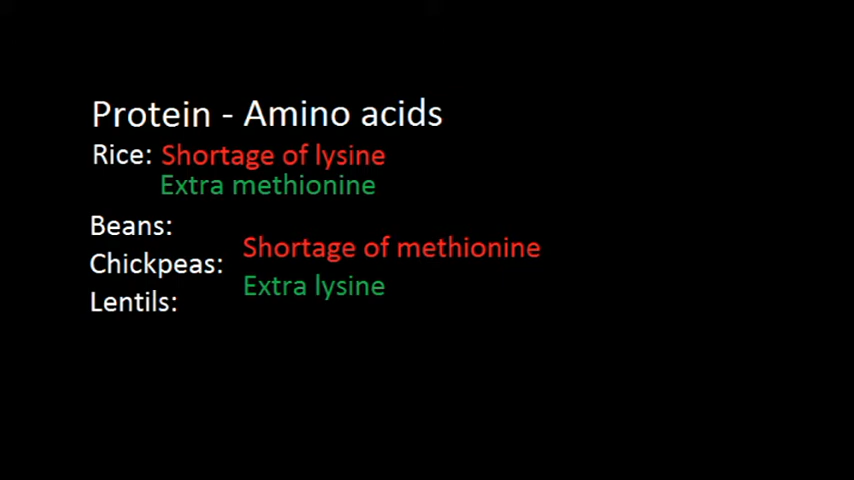 Protein - Amino acids
Rice: Shortage of lysine
Extra methionine
Beans:
Shortage of methionine
Chickpeas:
Extra lysine
Lentils: